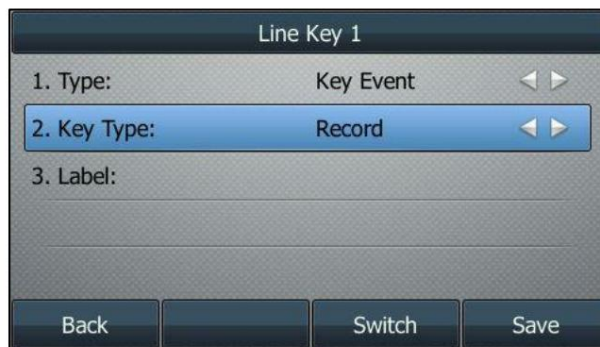 Line Key 1
1. Type: Key Event
2. Key Type: Record
3. Label:
Back Switch Save